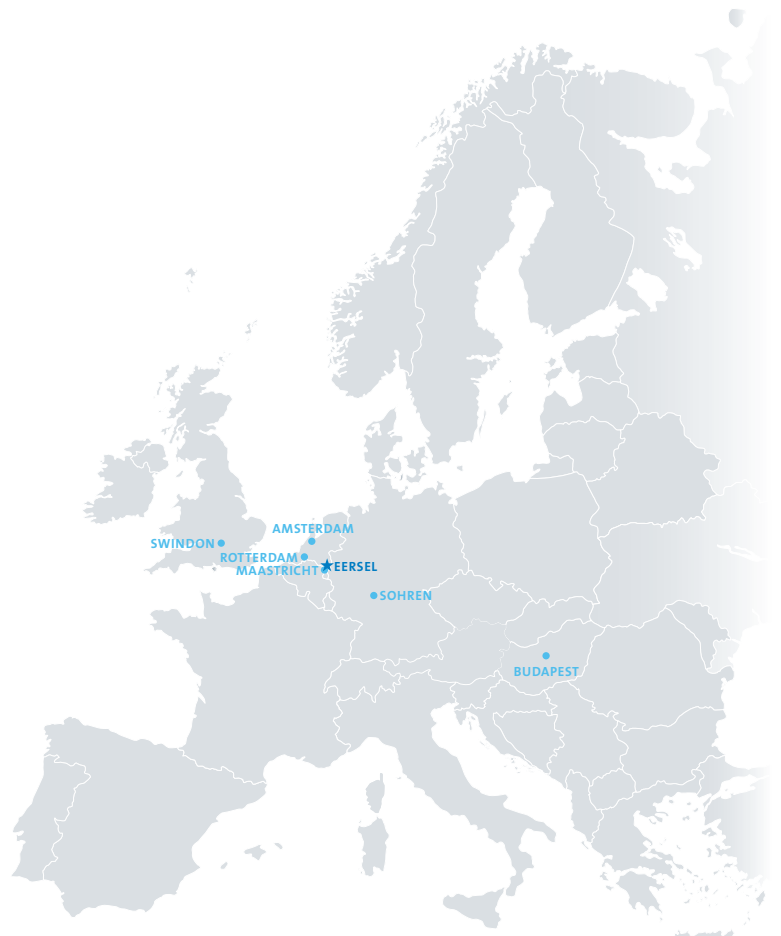 AMSTERDAM
SWINDON
ROTTERDAM
EERSEL
MAASTRICHT
SOHREN
BUDAPEST